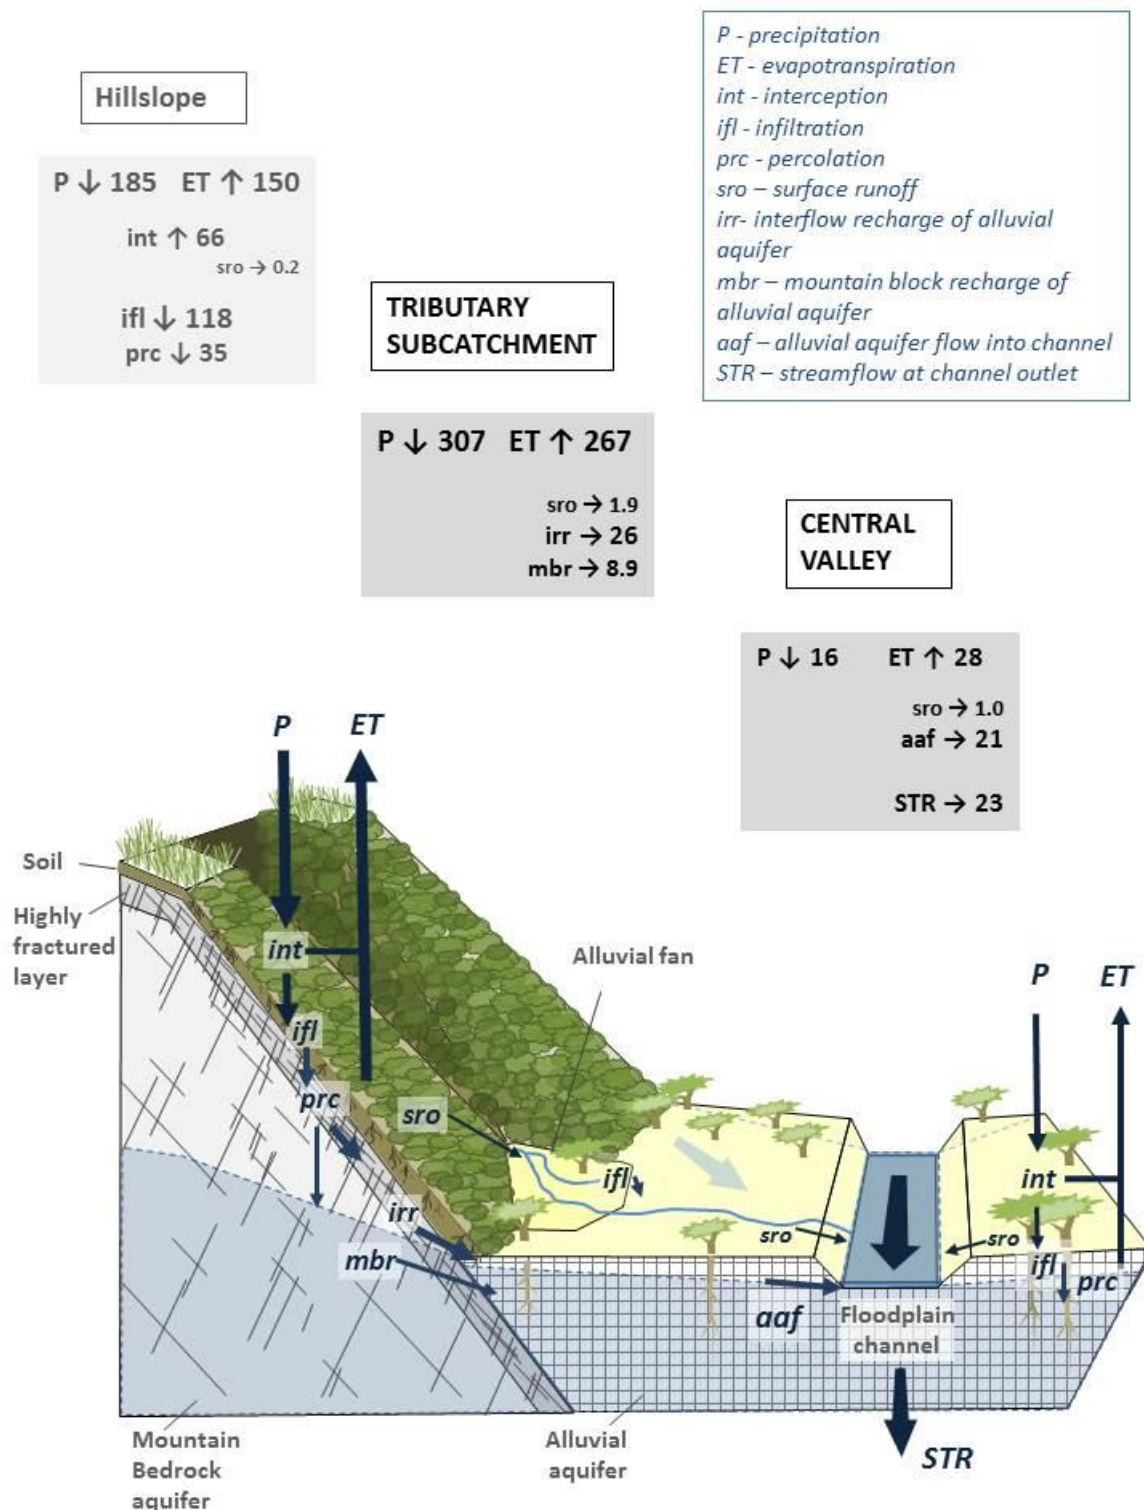 Hillslope
P ↓ 185 ET ↑ 150
int ↑ 66
sro → 0.2
ifl ↓ 118
prc ↓ 35
P - precipitation
ET - evapotranspiration
int - interception
ifl - infiltration
prc - percolation
sro – surface runoff
irr- interflow recharge of alluvial
aquifer
mbr – mountain block recharge of
alluvial aquifer
aaf – alluvial aquifer flow into channel
STR – streamflow at channel outlet
TRIBUTARY
SUBCATCHMENT
P ↓ 307 ET ↑ 267
sro → 1.9
irr → 26
mbr → 8.9
CENTRAL
VALLEY
P ↓ 16 ET ↑ 28
sro → 1.0
aaf → 21
STR → 23
P ET
Soil
Highly
fractured
layer
int
ifl
prc
sro
irr
mbr
Alluvial fan
ifl
sro
aaf
Floodplain
channel
P ET
int
sro
ifl
prc
STR
Mountain
Bedrock
aquifer
Alluvial
aquifer